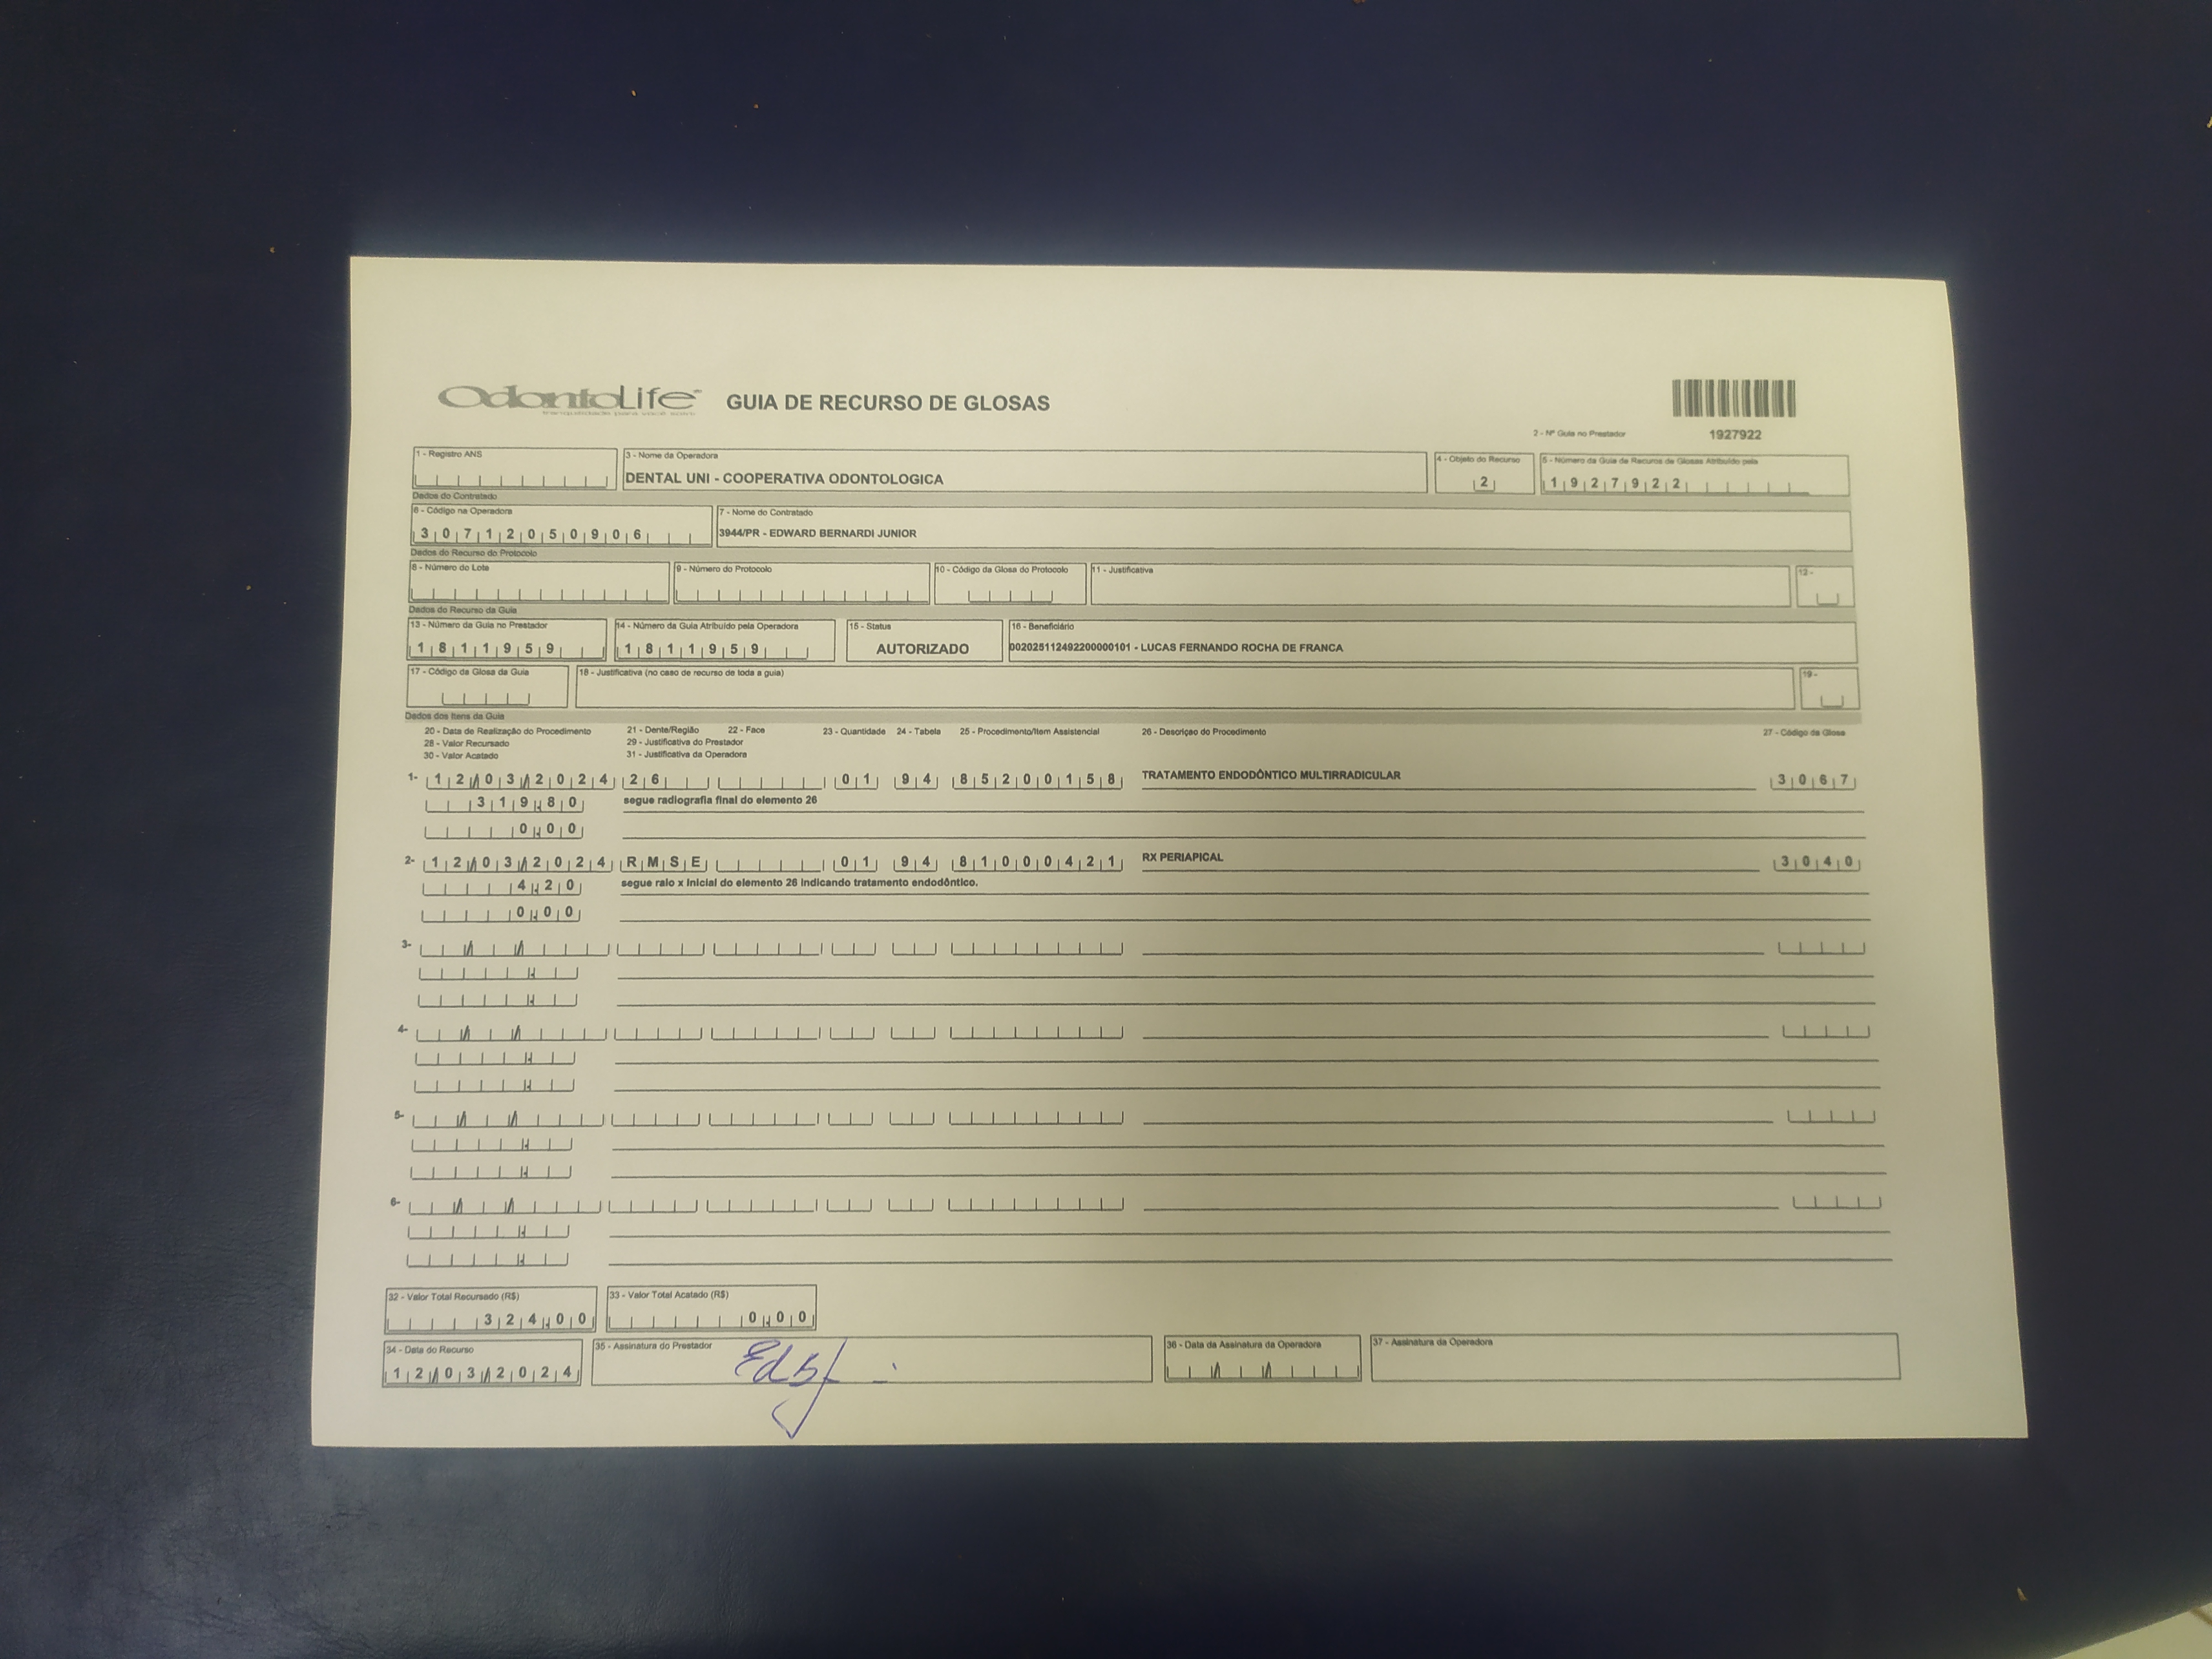 OdontoLife GUIA DE RECURSO DE GLOSAS
2 - Nº Guia no Prestador 1927922
1 - Registro ANS 3 - Nome da Operadora 4 - Objeto do Recurso 5 - Número da Guia de Recurso de Glosas Atribuído pela
DENTAL UNI - COOPERATIVA ODONTOLOGICA 2 1927922
Dados do Contratado
6 - Código na Operadora 7 - Nome do Contratado
30712050906 3944/PR - EDWARD BERNARDI JUNIOR
Dados do Recurso do Protocolo
8 - Número do Lote 9 - Número do Protocolo 10 - Código da Glosa do Protocolo 11 - Justificativa 12 -
Dados do Recurso da Guia
13 - Número da Guia no Prestador 14 - Número da Guia Atribuído pela Operadora 15 - Status 16 - Beneficiário
1811959 1811959 AUTORIZADO 002025112492200000101 - LUCAS FERNANDO ROCHA DE FRANCA
17 - Código da Glosa da Guia 18 - Justificativa (no caso de recurso de toda a guia) 19 -
Dados dos Itens da Guia
20 - Data de Realização do Procedimento 21 - Dente/Região 22 - Face 23 - Quantidade 24 - Tabela 25 - Procedimento/Item Assistencial 26 - Descrição do Procedimento 27 - Código da Glosa
28 - Valor Recursado 29 - Justificativa do Prestador
30 - Valor Acatado 31 - Justificativa da Operadora
1- 12/03/2024 26 01 94 85200158 TRATAMENTO ENDODÔNTICO MULTIRRADICULAR 3067
319,80 segue radiografia final do elemento 26
0,00
2- 12/03/2024 RMSE 01 94 81000421 RX PERIAPICAL 3040
4,20 segue raio x inicial do elemento 26 indicando tratamento endodôntico.
0,00
3-
4-
5-
6-
32 - Valor Total Recursado (R$) 33 - Valor Total Acatado (R$)
324,00 0,00
34 - Data do Recurso 35 - Assinatura do Prestador 36 - Data da Assinatura da Operadora 37 - Assinatura da Operadora
12/03/2024